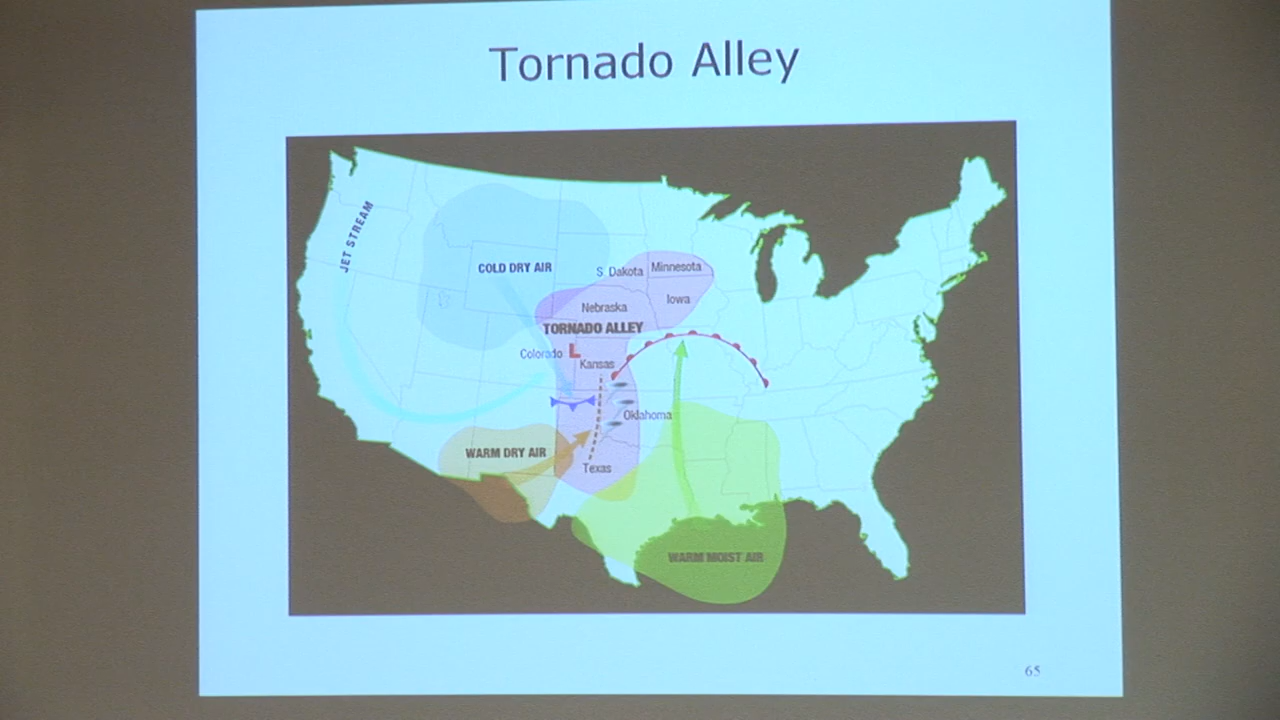 Tornado Alley
JET STREAM
COLD DRY AIR
S. Dakota
Minnesota
Nebraska
Iowa
TORNADO ALLEY
Colorado
L
Kansas
Oklahoma
WARM DRY AIR
Texas
WARM MOIST AIR
65